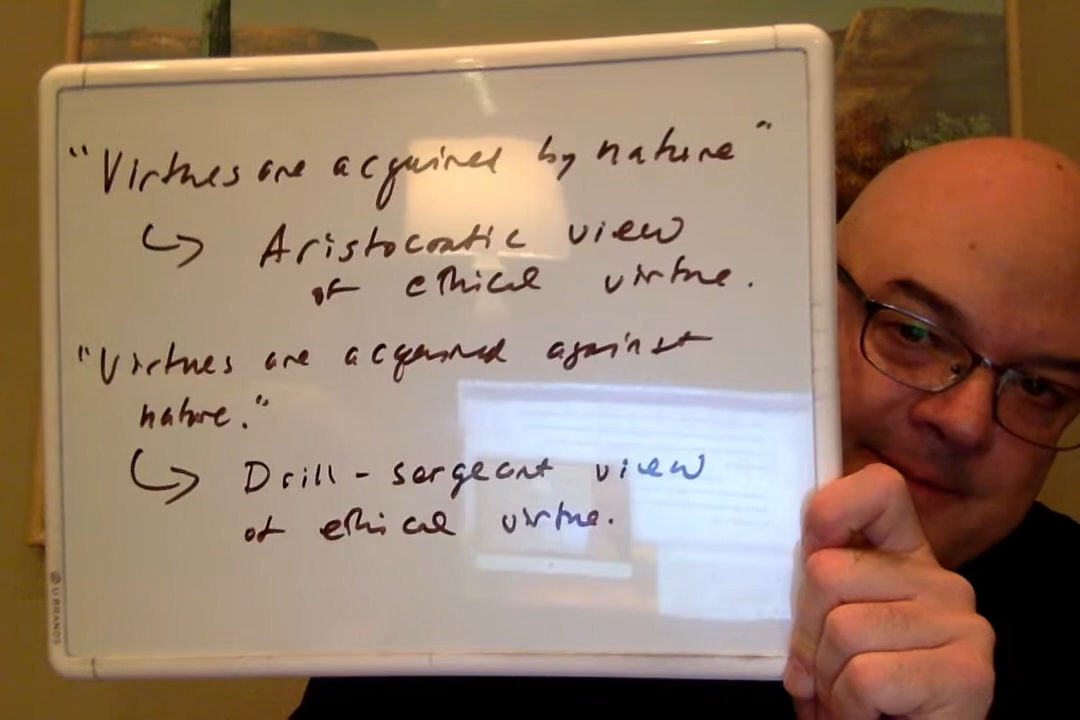 "Virtues are acquired by nature"
↳ Aristocratic view
of ethical virtue.
"Virtues are acquired against
nature."
↳ Drill-sergeant view
of ethical virtue.
U BRANDS